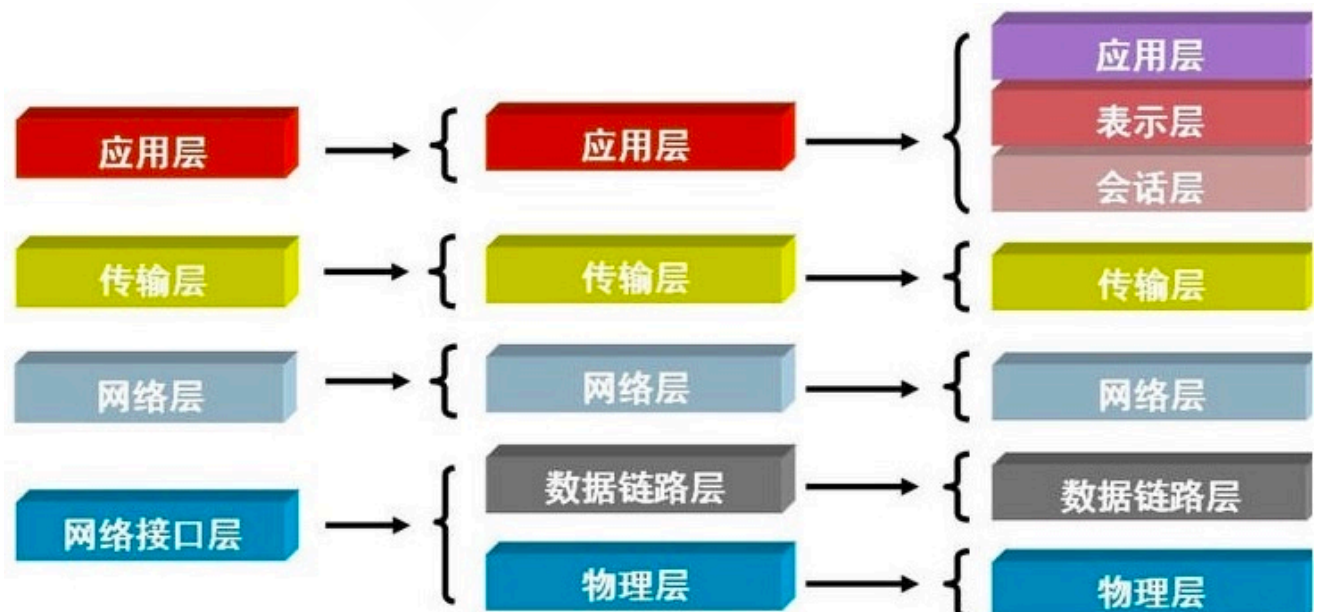 应用层
传输层
网络层
网络接口层
应用层
传输层
网络层
数据链路层
物理层
应用层
表示层
会话层
传输层
网络层
数据链路层
物理层